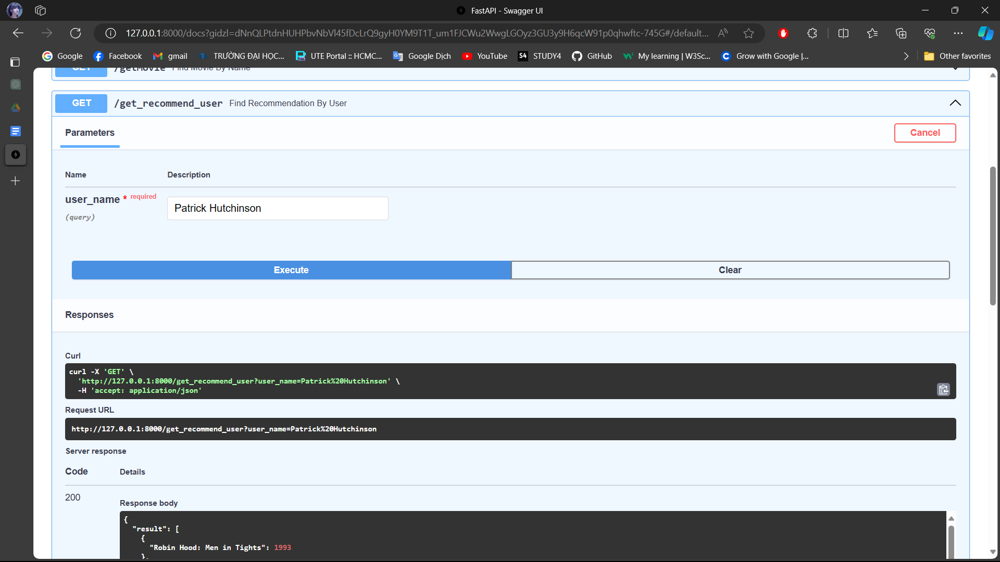 FastAPI - Swagger UI
127.0.0.1:8000/docs?gidzl=dNnQLPtdnHUHPbvNbVl45fDcLrQ9gyH0YM9T1T_um1FJCWu2WwgLGOyz3GU3y9H6qcW91p0qhwftc-745G#/default...
Google Facebook gmail TRƯỜNG ĐẠI HỌC... UTE Portal :: HCMC... Google Dịch YouTube S4 STUDY4 GitHub My learning | W3Sc... Grow with Google |... Other favorites
GET /getMovie Find Movie By Name
GET /get_recommend_user Find Recommendation By User
Parameters Cancel
Name Description
user_name * required
(query)
Patrick Hutchinson
Execute Clear
Responses
Curl
curl -X 'GET' \
'http://127.0.0.1:8000/get_recommend_user?user_name=Patrick%20Hutchinson' \
-H 'accept: application/json'
Request URL
http://127.0.0.1:8000/get_recommend_user?user_name=Patrick%20Hutchinson
Server response
Code Details
200
Response body
{
"result": [
{
"Robin Hood: Men in Tights": 1993
},